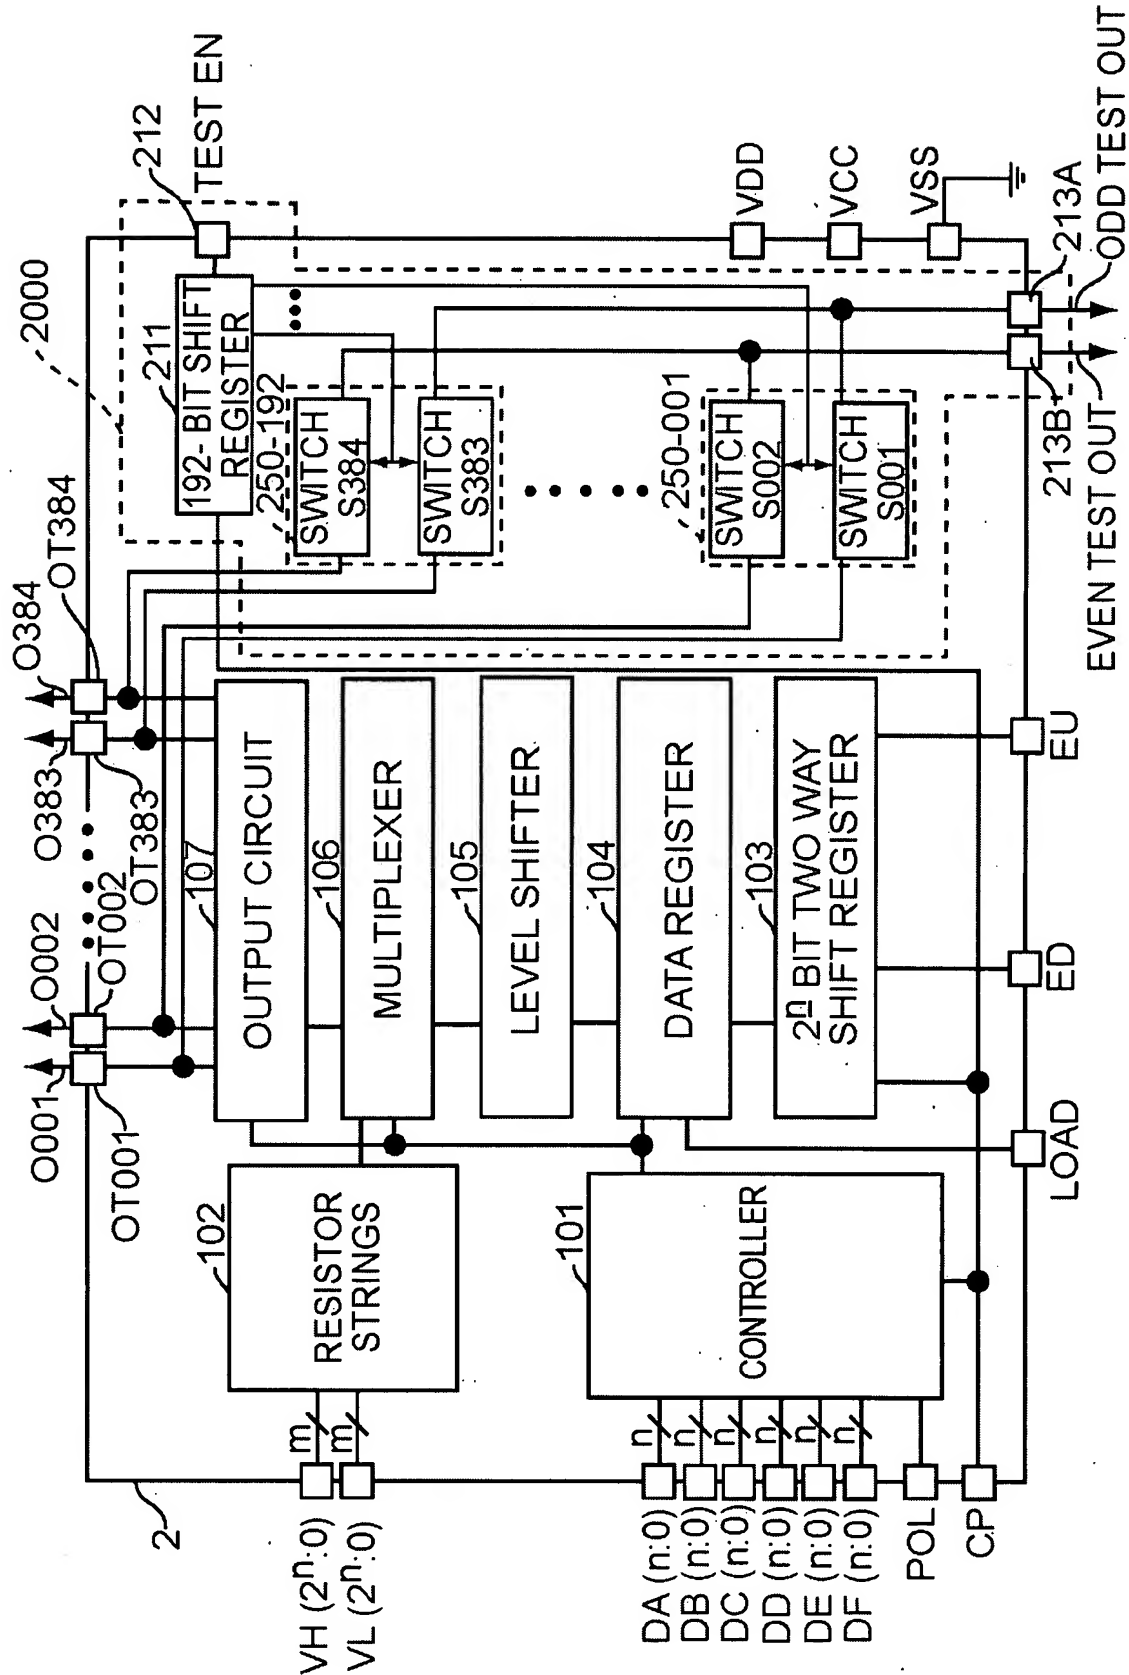 2
VH (2n:0)
VL (2n:0)
m
m
DA (n:0)
DB (n:0)
DC (n:0)
DD (n:0)
DE (n:0)
DF (n:0)
n
n
n
n
n
n
POL
CP
O001
OT001
O002
OT002
O383
OT383
O384
OT384
102
RESISTOR
STRINGS
101
CONTROLLER
107
OUTPUT CIRCUIT
106
MULTIPLEXER
105
LEVEL SHIFTER
104
DATA REGISTER
103
2n BIT TWO WAY
SHIFT REGISTER
LOAD
ED
EU
2000
211
192- BIT SHIFT
REGISTER
212
TEST EN
250-192
SWITCH
S384
SWITCH
S383
250-001
SWITCH
S002
SWITCH
S001
VDD
VCC
VSS
213A
ODD TEST OUT
213B
EVEN TEST OUT